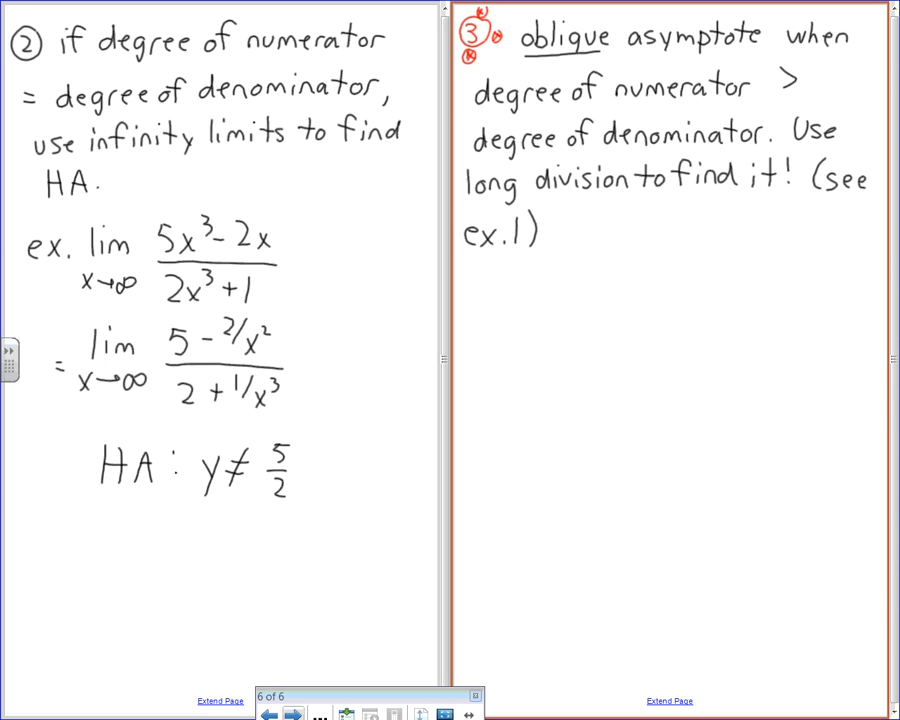 ② if degree of numerator
= degree of denominator,
use infinity limits to find
HA.
ex. lim 5x³ - 2x
x→∞ 2x³ + 1
= lim 5 - 2/x²
x→∞ 2 + 1/x³
HA: y ≠ 5/2
③ oblique asymptote when
degree of numerator >
degree of denominator. Use
long division to find it! (see
ex. 1)
Extend Page
Extend Page
6 of 6